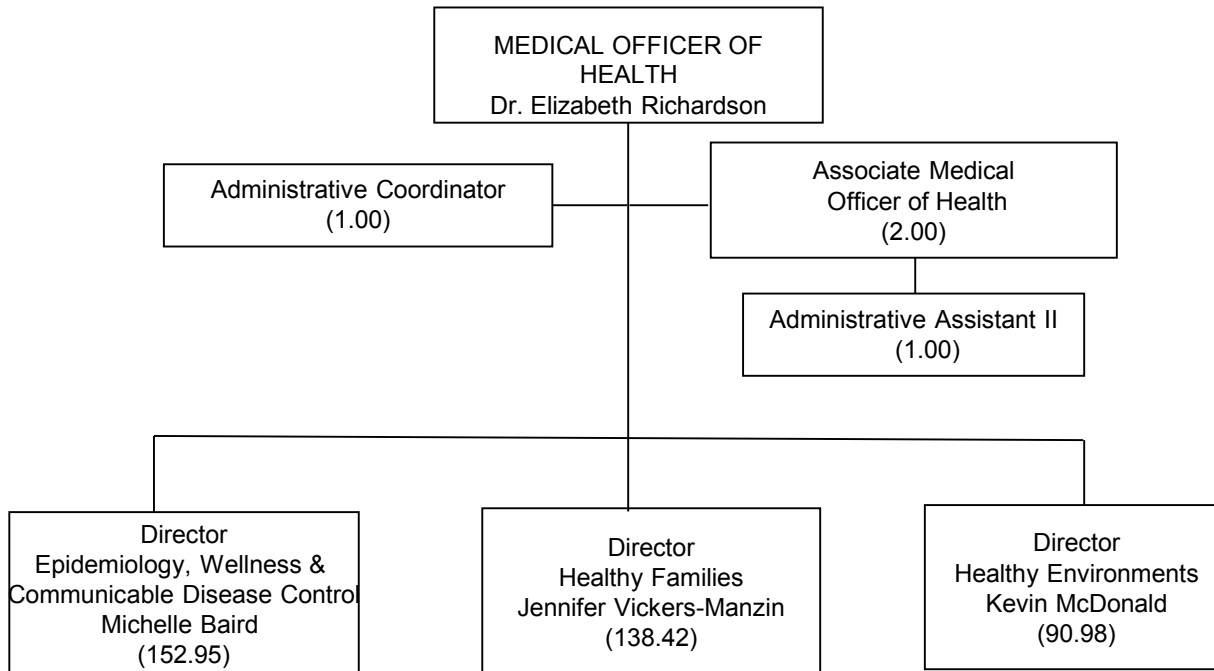 MEDICAL OFFICER OF
HEALTH
Dr. Elizabeth Richardson
Administrative Coordinator
(1.00)
Associate Medical
Officer of Health
(2.00)
Administrative Assistant II
(1.00)
Director
Epidemiology, Wellness &
Communicable Disease Control
Michelle Baird
(152.95)
Director
Healthy Families
Jennifer Vickers-Manzin
(138.42)
Director
Healthy Environments
Kevin McDonald
(90.98)